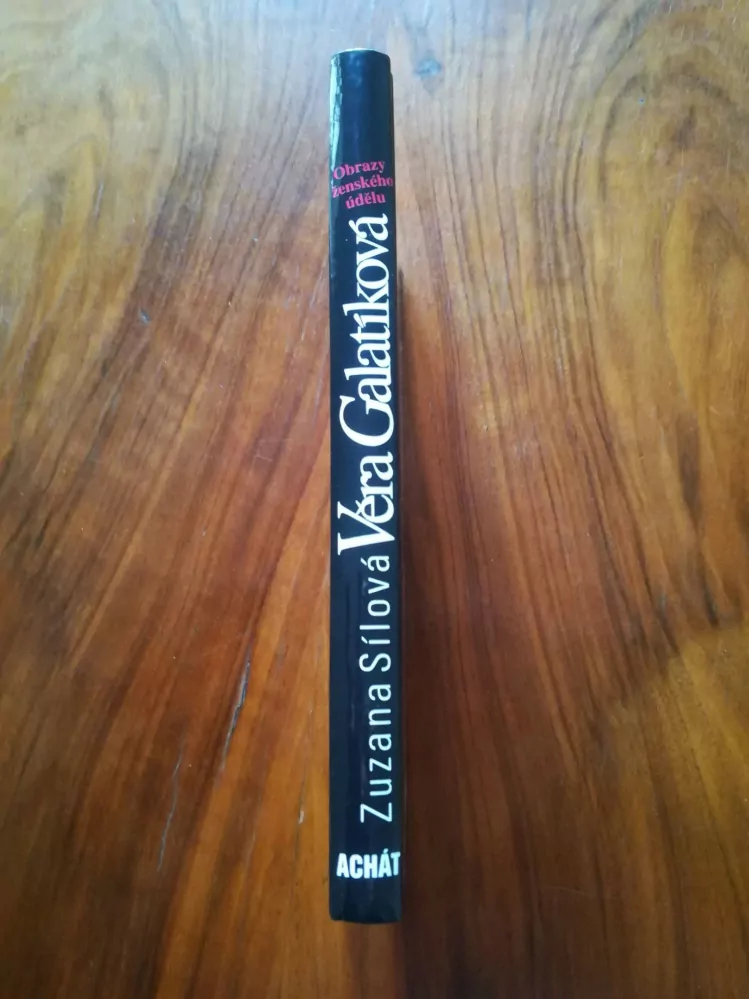 Obrazy
ženského
údělu
Zuzana Sílová Věra Galatíková
ACHÁT